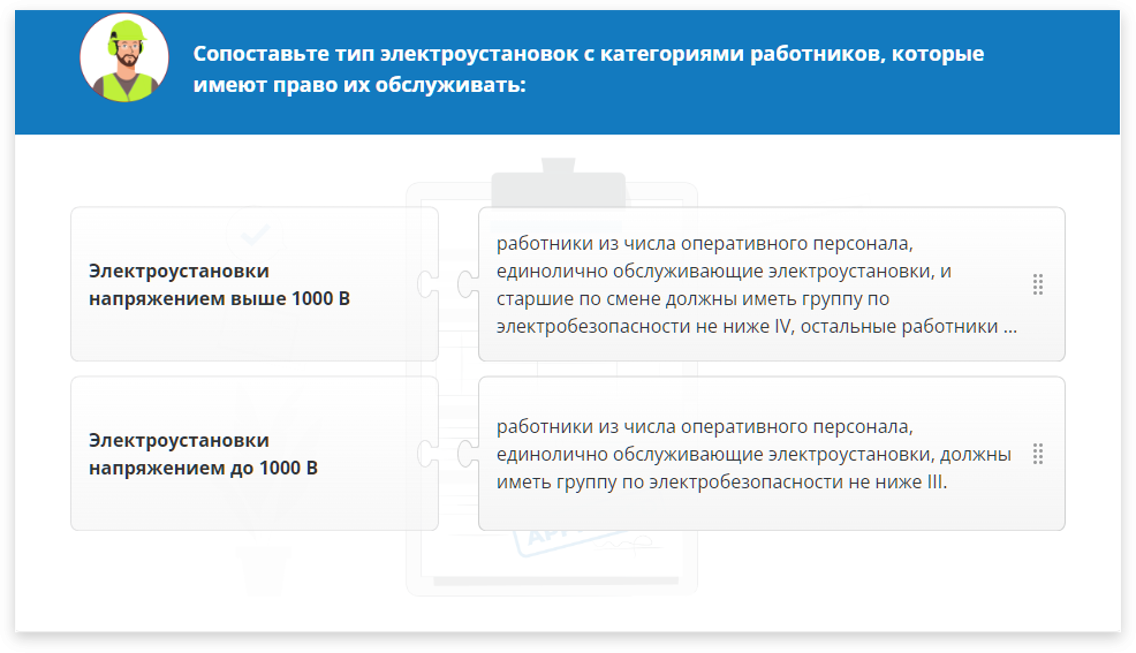 Сопоставьте тип электроустановок с категориями работников, которые
имеют право их обслуживать:
Электроустановки
напряжением выше 1000 В
работники из числа оперативного персонала,
единолично обслуживающие электроустановки, и
старшие по смене должны иметь группу по
электробезопасности не ниже IV, остальные работники ...
Электроустановки
напряжением до 1000 В
работники из числа оперативного персонала,
единолично обслуживающие электроустановки, должны
иметь группу по электробезопасности не ниже III.